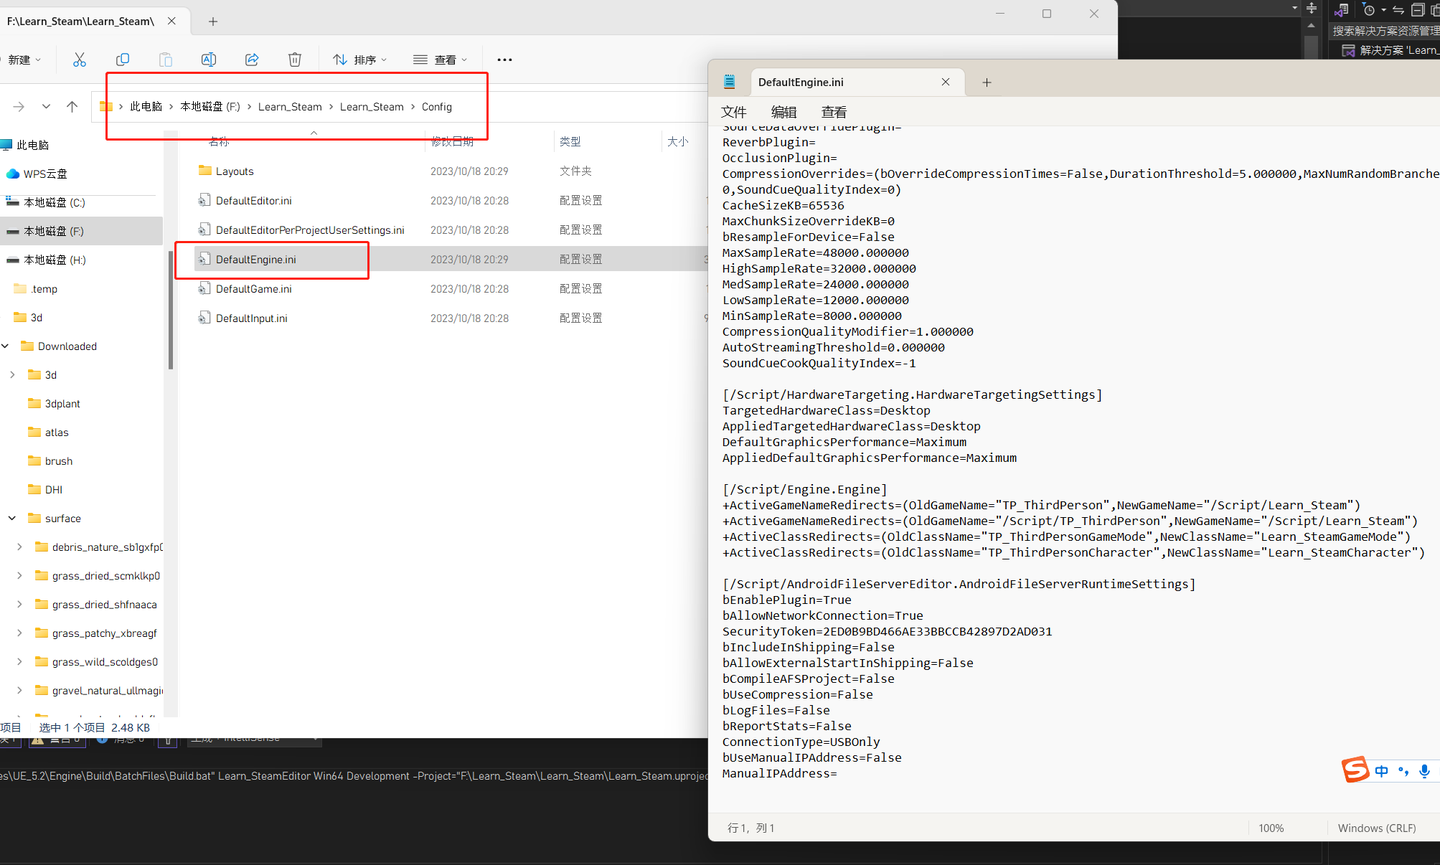 F:\Learn_Steam\Learn_Steam\
新建
排序
查看
此电脑
本地磁盘 (F:)
Learn_Steam
Learn_Steam
Config
名称
修改日期
类型
大小
Layouts
2023/10/18 20:29
文件夹
DefaultEditor.ini
2023/10/18 20:28
配置设置
DefaultEditorPerProjectUserSettings.ini
2023/10/18 20:28
配置设置
DefaultEngine.ini
2023/10/18 20:29
配置设置
DefaultGame.ini
2023/10/18 20:28
配置设置
DefaultInput.ini
2023/10/18 20:28
配置设置
此电脑
WPS云盘
本地磁盘 (C:)
本地磁盘 (F:)
本地磁盘 (H:)
.temp
3d
Downloaded
3d
3dplant
atlas
brush
DHI
surface
debris_nature_sb1gxfp0
grass_dried_scmklkp0
grass_dried_shfnaaca
grass_patchy_xbreagf
grass_wild_scoldges0
gravel_natural_ullmagi
项目
选中 1 个项目 2.48 KB
es\UE_5.2\Engine\Build\BatchFiles\Build.bat" Learn_SteamEditor Win64 Development -Project="F:\Learn_Steam\Learn_Steam\Learn_Steam.uprojec
搜索解决方案资源管理
解决方案 'Learn_
DefaultEngine.ini
文件
编辑
查看
SourceDataOverridePlugin=
ReverbPlugin=
OcclusionPlugin=
CompressionOverrides=(bOverrideCompressionTimes=False,DurationThreshold=5.000000,MaxNumRandomBranche
0,SoundCueQualityIndex=0)
CacheSizeKB=65536
MaxChunkSizeOverrideKB=0
bResampleForDevice=False
MaxSampleRate=48000.000000
HighSampleRate=32000.000000
MedSampleRate=24000.000000
LowSampleRate=12000.000000
MinSampleRate=8000.000000
CompressionQualityModifier=1.000000
AutoStreamingThreshold=0.000000
SoundCueCookQualityIndex=-1
[/Script/HardwareTargeting.HardwareTargetingSettings]
TargetedHardwareClass=Desktop
AppliedTargetedHardwareClass=Desktop
DefaultGraphicsPerformance=Maximum
AppliedDefaultGraphicsPerformance=Maximum
[/Script/Engine.Engine]
+ActiveGameNameRedirects=(OldGameName="TP_ThirdPerson",NewGameName="/Script/Learn_Steam")
+ActiveGameNameRedirects=(OldGameName="/Script/TP_ThirdPerson",NewGameName="/Script/Learn_Steam")
+ActiveClassRedirects=(OldClassName="TP_ThirdPersonGameMode",NewClassName="Learn_SteamGameMode")
+ActiveClassRedirects=(OldClassName="TP_ThirdPersonCharacter",NewClassName="Learn_SteamCharacter")
[/Script/AndroidFileServerEditor.AndroidFileServerRuntimeSettings]
bEnablePlugin=True
bAllowNetworkConnection=True
SecurityToken=2ED0B9BD466AE33BBCCB42897D2AD031
bIncludeInShipping=False
bAllowExternalStartInShipping=False
bCompileAFSProject=False
bUseCompression=False
bLogFiles=False
bReportStats=False
ConnectionType=USBOnly
bUseManualIPAddress=False
ManualIPAddress=
中
行 1，列 1
100%
Windows (CRLF)